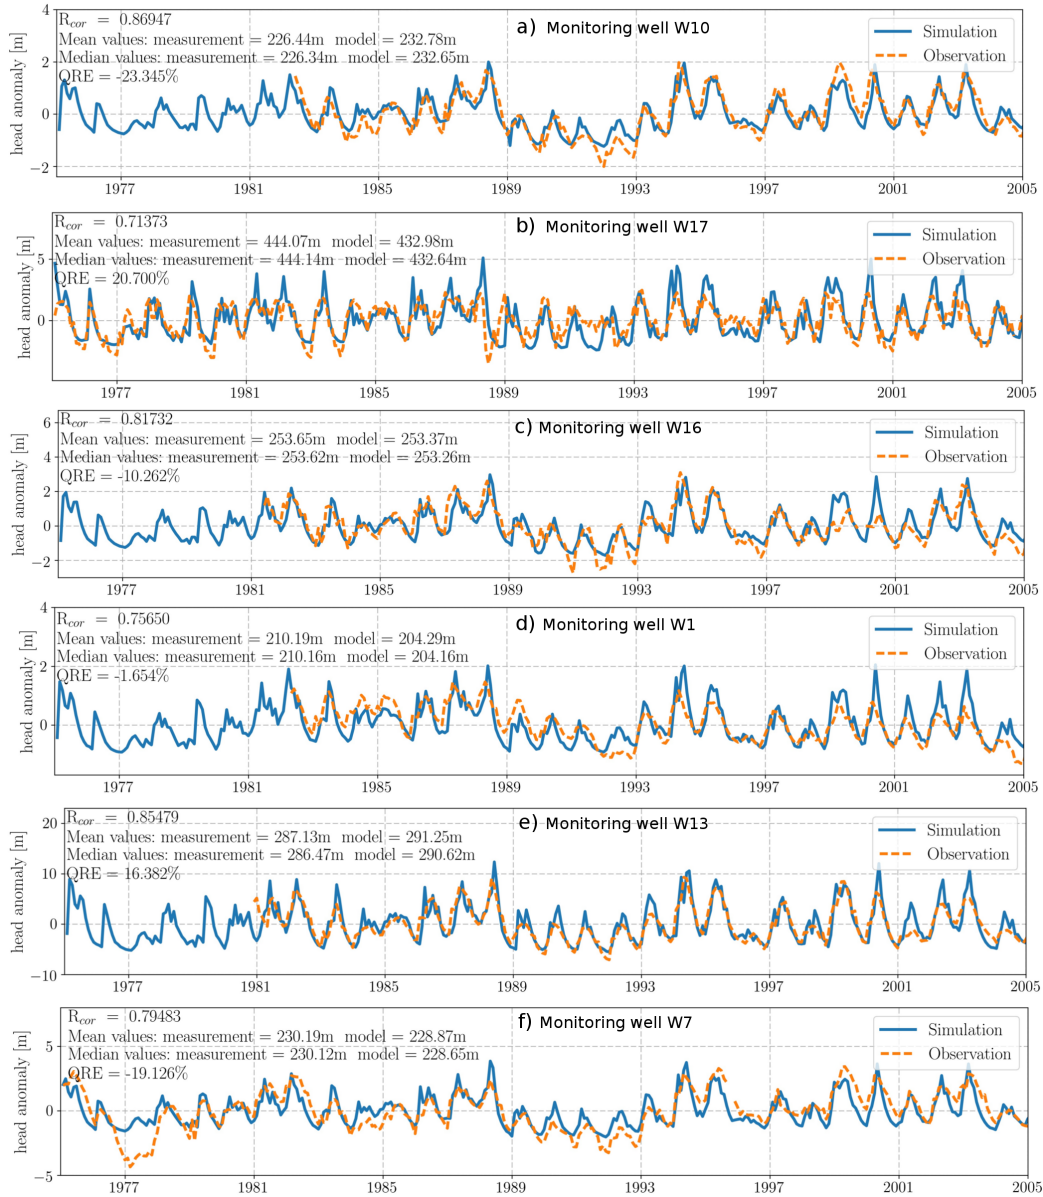 a) Monitoring well W10
R_cor = 0.86947
Mean values: measurement = 226.44m model = 232.78m
Median values: measurement = 226.34m model = 232.65m
QRE = -23.345%
Simulation
Observation
head anomaly [m]
4
2
0
−2
1977 1981 1985 1989 1993 1997 2001 2005
b) Monitoring well W17
R_cor = 0.71373
Mean values: measurement = 444.07m model = 432.98m
Median values: measurement = 444.14m model = 432.64m
QRE = 20.700%
Simulation
Observation
head anomaly [m]
5
0
1977 1981 1985 1989 1993 1997 2001 2005
c) Monitoring well W16
R_cor = 0.81732
Mean values: measurement = 253.65m model = 253.37m
Median values: measurement = 253.62m model = 253.26m
QRE = -10.262%
Simulation
Observation
head anomaly [m]
6
4
2
0
−2
1977 1981 1985 1989 1993 1997 2001 2005
d) Monitoring well W1
R_cor = 0.75650
Mean values: measurement = 210.19m model = 204.29m
Median values: measurement = 210.16m model = 204.16m
QRE = -1.654%
Simulation
Observation
head anomaly [m]
4
2
0
1977 1981 1985 1989 1993 1997 2001 2005
e) Monitoring well W13
R_cor = 0.85479
Mean values: measurement = 287.13m model = 291.25m
Median values: measurement = 286.47m model = 290.62m
QRE = 16.382%
Simulation
Observation
head anomaly [m]
20
10
0
−10
1977 1981 1985 1989 1993 1997 2001 2005
f) Monitoring well W7
R_cor = 0.79483
Mean values: measurement = 230.19m model = 228.87m
Median values: measurement = 230.12m model = 228.65m
QRE = -19.126%
Simulation
Observation
head anomaly [m]
5
0
−5
1977 1981 1985 1989 1993 1997 2001 2005